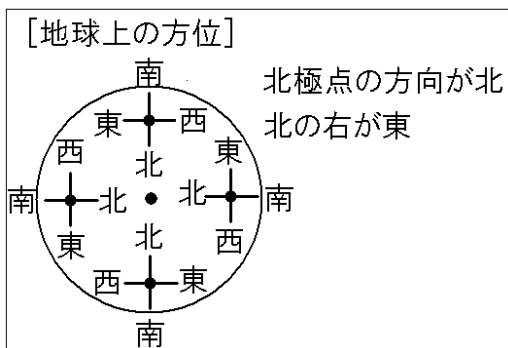 [地球上の方位]
南
北極点の方向が北
東 西
北の右が東
北
西 東
南 北 北 南
東 西
北
西 東
南